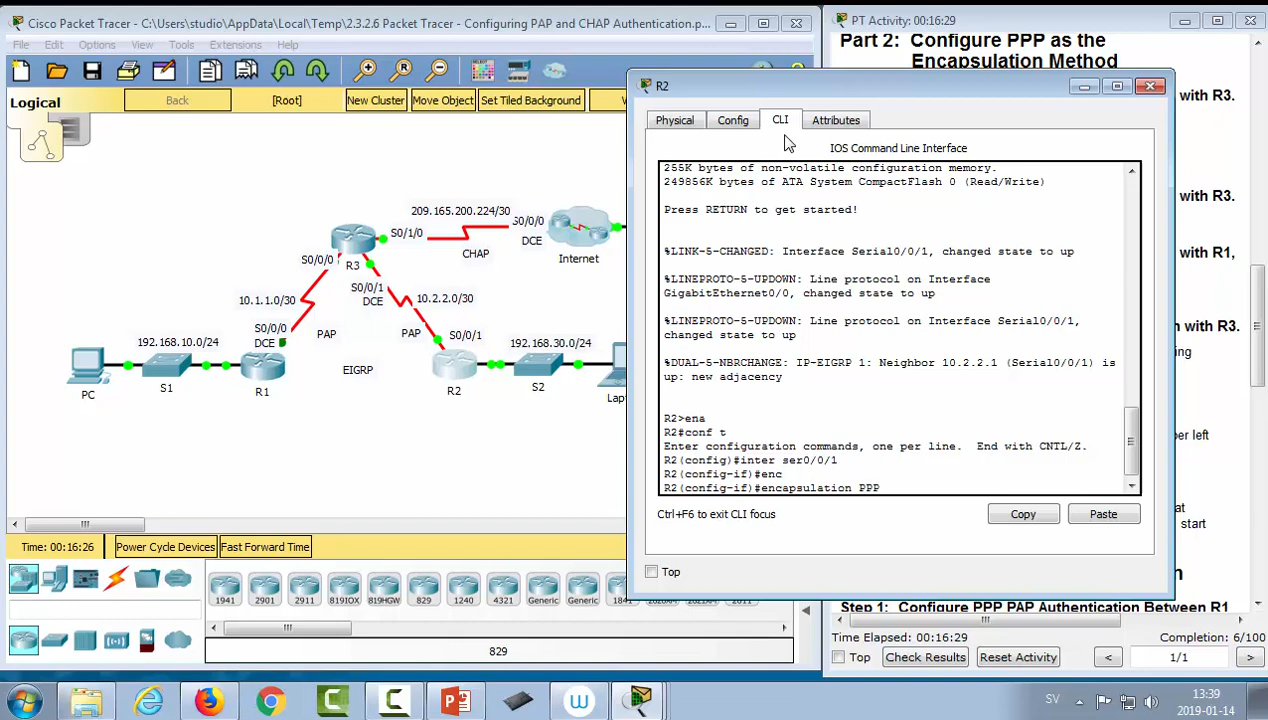 Cisco Packet Tracer - C:\Users\studio\AppData\Local\Temp\2.3.2.6 Packet Tracer - Configuring PAP and CHAP Authentication.p...
File Edit Options View Tools Extensions Help
Logical
Back
[Root]
New Cluster
Move Object
Set Tiled Background
209.165.200.224/30
S0/0/0
S0/1/0
DCE
CHAP
Internet
S0/0/0
R3
S0/0/1
DCE
10.1.1.0/30
10.2.2.0/30
S0/0/0
DCE
PAP
PAP
S0/0/1
192.168.10.0/24
192.168.30.0/24
EIGRP
PC
S1
R1
R2
S2
Lapt
Time: 00:16:26
Power Cycle Devices
Fast Forward Time
1941
2901
2911
819IOX
819HGW
829
1240
4321
Generic
Generic
1841
829
R2
Physical
Config
CLI
Attributes
IOS Command Line Interface
255K bytes of non-volatile configuration memory.
249856K bytes of ATA System CompactFlash 0 (Read/Write)
Press RETURN to get started!
%LINK-5-CHANGED: Interface Serial0/0/1, changed state to up
%LINEPROTO-5-UPDOWN: Line protocol on Interface
GigabitEthernet0/0, changed state to up
%LINEPROTO-5-UPDOWN: Line protocol on Interface Serial0/0/1,
changed state to up
%DUAL-5-NBRCHANGE: IP-EIGRP 1: Neighbor 10.2.2.1 (Serial0/0/1) is
up: new adjacency
R2>ena
R2#conf t
Enter configuration commands, one per line.  End with CNTL/Z.
R2(config)#inter ser0/0/1
R2(config-if)#enc
R2(config-if)#encapsulation PPP
Ctrl+F6 to exit CLI focus
Copy
Paste
Top
PT Activity: 00:16:29
Part 2: Configure PPP as the
Encapsulation Method
with R3.
with R3.
with R1,
n with R3.
ing
per left
at
start
n
Step 1: Configure PPP PAP Authentication Between R1
Time Elapsed: 00:16:29
Completion: 6/100
Top
Check Results
Reset Activity
<
1/1
>
SV
13:39
2019-01-14